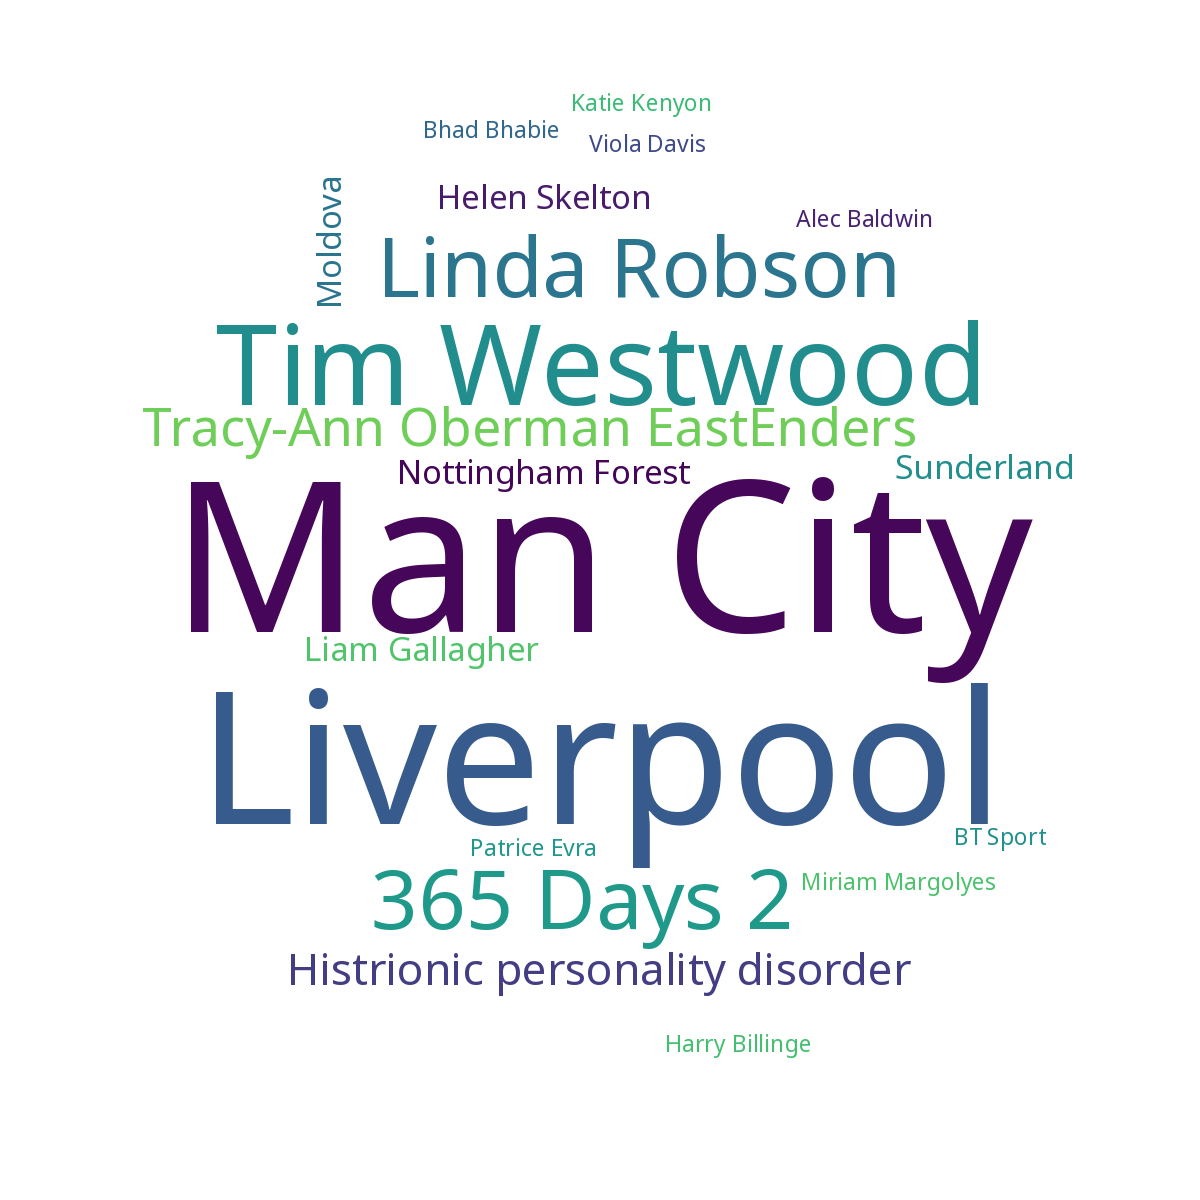 Katie Kenyon
Bhad Bhabie
Viola Davis
Moldova
Helen Skelton
Alec Baldwin
Linda Robson
Tim Westwood
Tracy-Ann Oberman EastEnders
Nottingham Forest
Sunderland
Man City
Liam Gallagher
Liverpool
Patrice Evra
BT Sport
365 Days 2
Miriam Margolyes
Histrionic personality disorder
Harry Billinge